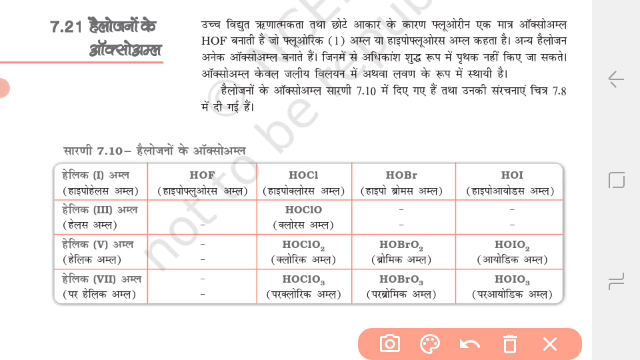 7.21 हैलोजनों के
ऑक्सोअम्ल
उच्च विद्युत ऋणात्मकता तथा छोटे आकार के कारण फ्लूओरीन एक मात्र ऑक्सोअम्ल
HOF बनाती है जो फ्लूओरिक (1) अम्ल या हाइपोफ्लूओरस अम्ल कहता है। अन्य हैलोजन
अनेक ऑक्सोअम्ल बनाते हैं। जिनमें से अधिकांश शुद्ध रूप में पृथक नहीं किए जा सकते।
ऑक्सोअम्ल केवल जलीय विलयन में अथवा लवण के रूप में स्थायी है।
हैलोजनों के ऑक्सोअम्ल सारणी 7.10 में दिए गए हैं तथा उनकी संरचनाएं चित्र 7.8
में दी गई हैं।
सारणी 7.10– हैलोजनों के ऑक्सोअम्ल
हेलिक (I) अम्ल HOF HOCl HOBr HOI
(हाइपोहेलस अम्ल) (हाइपोफ्लुओरस अम्ल) (हाइपोक्लोरस अम्ल) (हाइपो ब्रोमस अम्ल) (हाइपोआयोडस अम्ल)
हेलिक (III) अम्ल – HOClO – –
(हेलस अम्ल) – (क्लोरस अम्ल) – –
हेलिक (V) अम्ल – HOClO₂ HOBrO₂ HOIO₂
(हेलिक अम्ल) – (क्लोरिक अम्ल) (ब्रोमिक अम्ल) (आयोडिक अम्ल)
हेलिक (VII) अम्ल – HOClO₃ HOBrO₃ HOIO₃
(पर हेलिक अम्ल) – (परक्लोरिक अम्ल) (परब्रोमिक अम्ल) (परआयोडिक अम्ल)
not to be